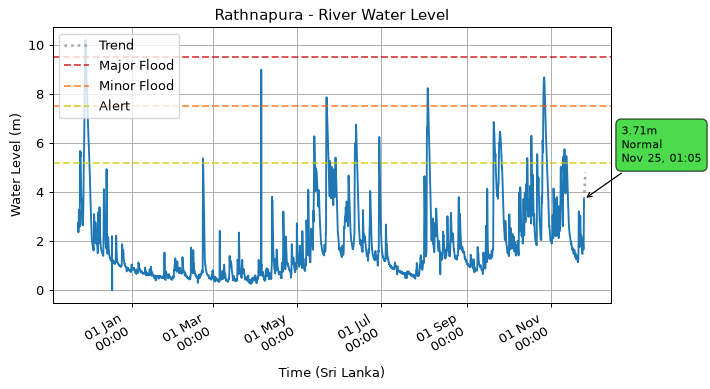 Rathnapura - River Water Level
Trend
Major Flood
Minor Flood
Alert
3.71m
Normal
Nov 25, 01:05
Water Level (m)
10
8
6
4
2
0
01 Jan
00:00
01 Mar
00:00
01 May
00:00
01 Jul
00:00
01 Sep
00:00
01 Nov
00:00
Time (Sri Lanka)